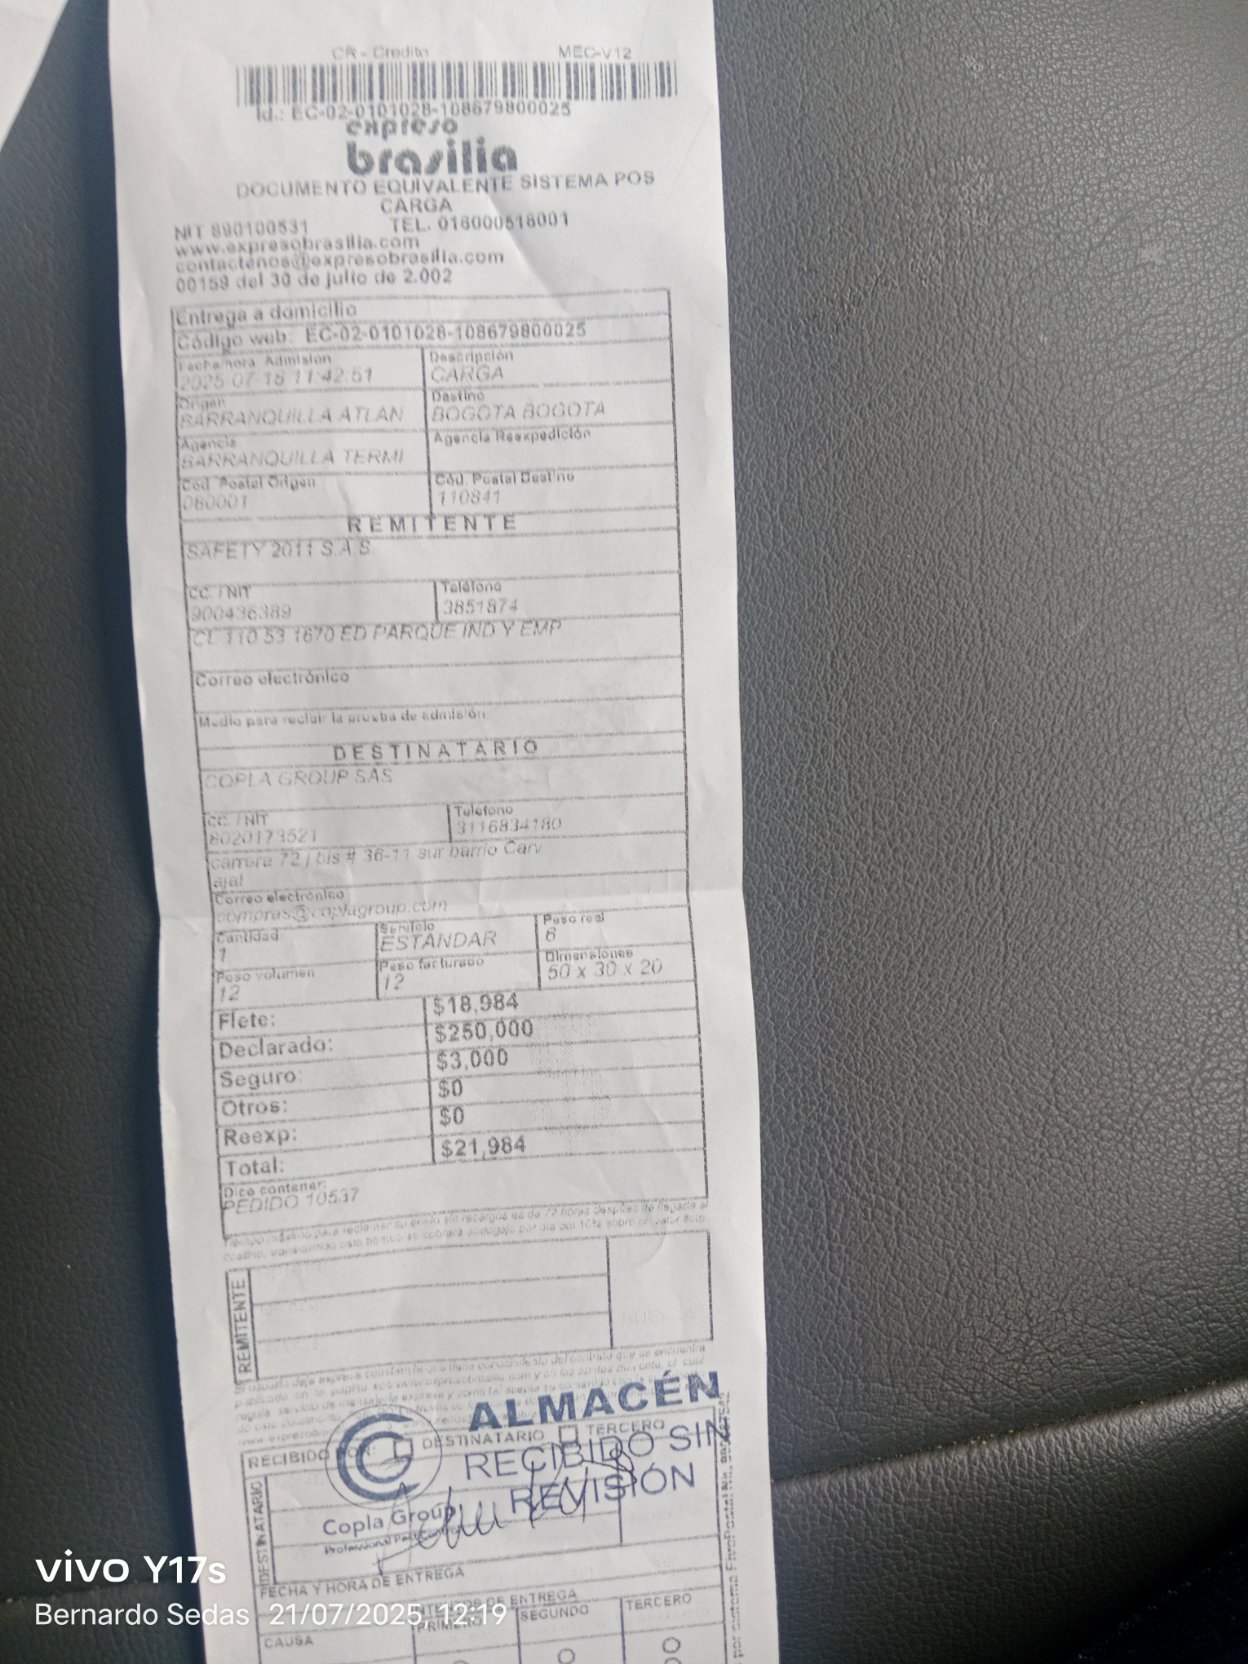 CR - Credito MEC-V12
Id.: EC-02-0101028-108679800025
expreso
brasilia
DOCUMENTO EQUIVALENTE SISTEMA POS
CARGA
NIT 890100531 TEL. 018000518001
www.expresobrasilia.com
contactenos@expresobrasilia.com
00159 del 30 de julio de 2.002
Entrega a domicilio
Código web: EC-02-0101028-108679800025
Fecha hora Admision Descripción
2025-07-18 11:42:51 CARGA
Origen Destino
BARRANQUILLA ATLAN BOGOTA BOGOTA
Agencia Agencia Reexpedición
BARRANQUILLA TERMI
Cód. Postal Origen Cód. Postal Destino
080001 110841
REMITENTE
SAFETY 2011 S.A.S.
CC. / NIT Teléfono
900436389 3851874
CL 110 53 1670 ED PARQUE IND Y EMP
Correo electrónico
Medio para recibir la prueba de admisión
DESTINATARIO
COPLA GROUP SAS
CC. / NIT Teléfono
8020173521 3116834180
carrera 72 j bis # 36-11 sur barrio Carv
ajal
Correo electrónico
compras@coplagroup.com
Cantidad Servicio Peso real
1 ESTANDAR 6
Peso volumen Peso facturado Dimensiones
12 12 50 x 30 x 20
Flete: $18,984
Declarado: $250,000
Seguro: $3,000
Otros: $0
Reexp: $0
Total: $21,984
Dice contener:
PEDIDO 10537
REMITENTE
ALMACÉN
RECIBIDO POR: DESTINATARIO TERCERO
RECIBIDO SIN
REVISIÓN
Copla Group
DESTINATARIO
FECHA Y HORA DE ENTREGA
INTENTOS DE ENTREGA
CAUSA PRIMERO SEGUNDO TERCERO
vivo Y17s
Bernardo Sedas 21/07/2025, 12:19